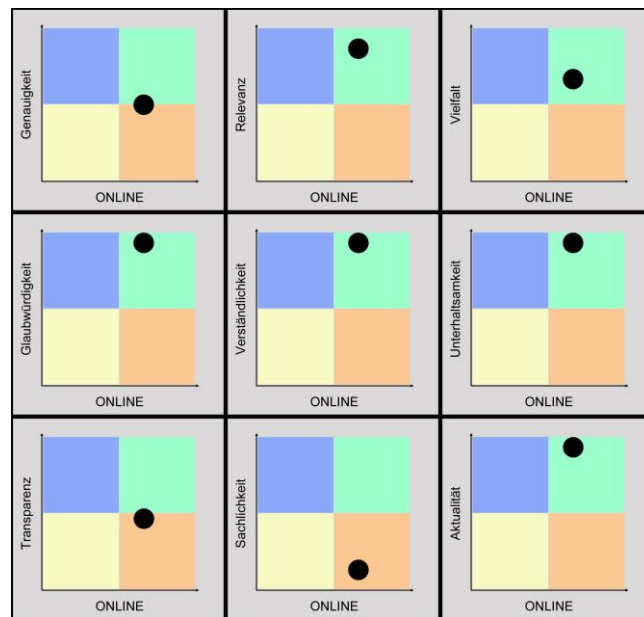 Genauigkeit
ONLINE
Relevanz
ONLINE
Vielfalt
ONLINE
Glaubwürdigkeit
ONLINE
Verständlichkeit
ONLINE
Unterhaltsamkeit
ONLINE
Transparenz
ONLINE
Sachlichkeit
ONLINE
Aktualität
ONLINE